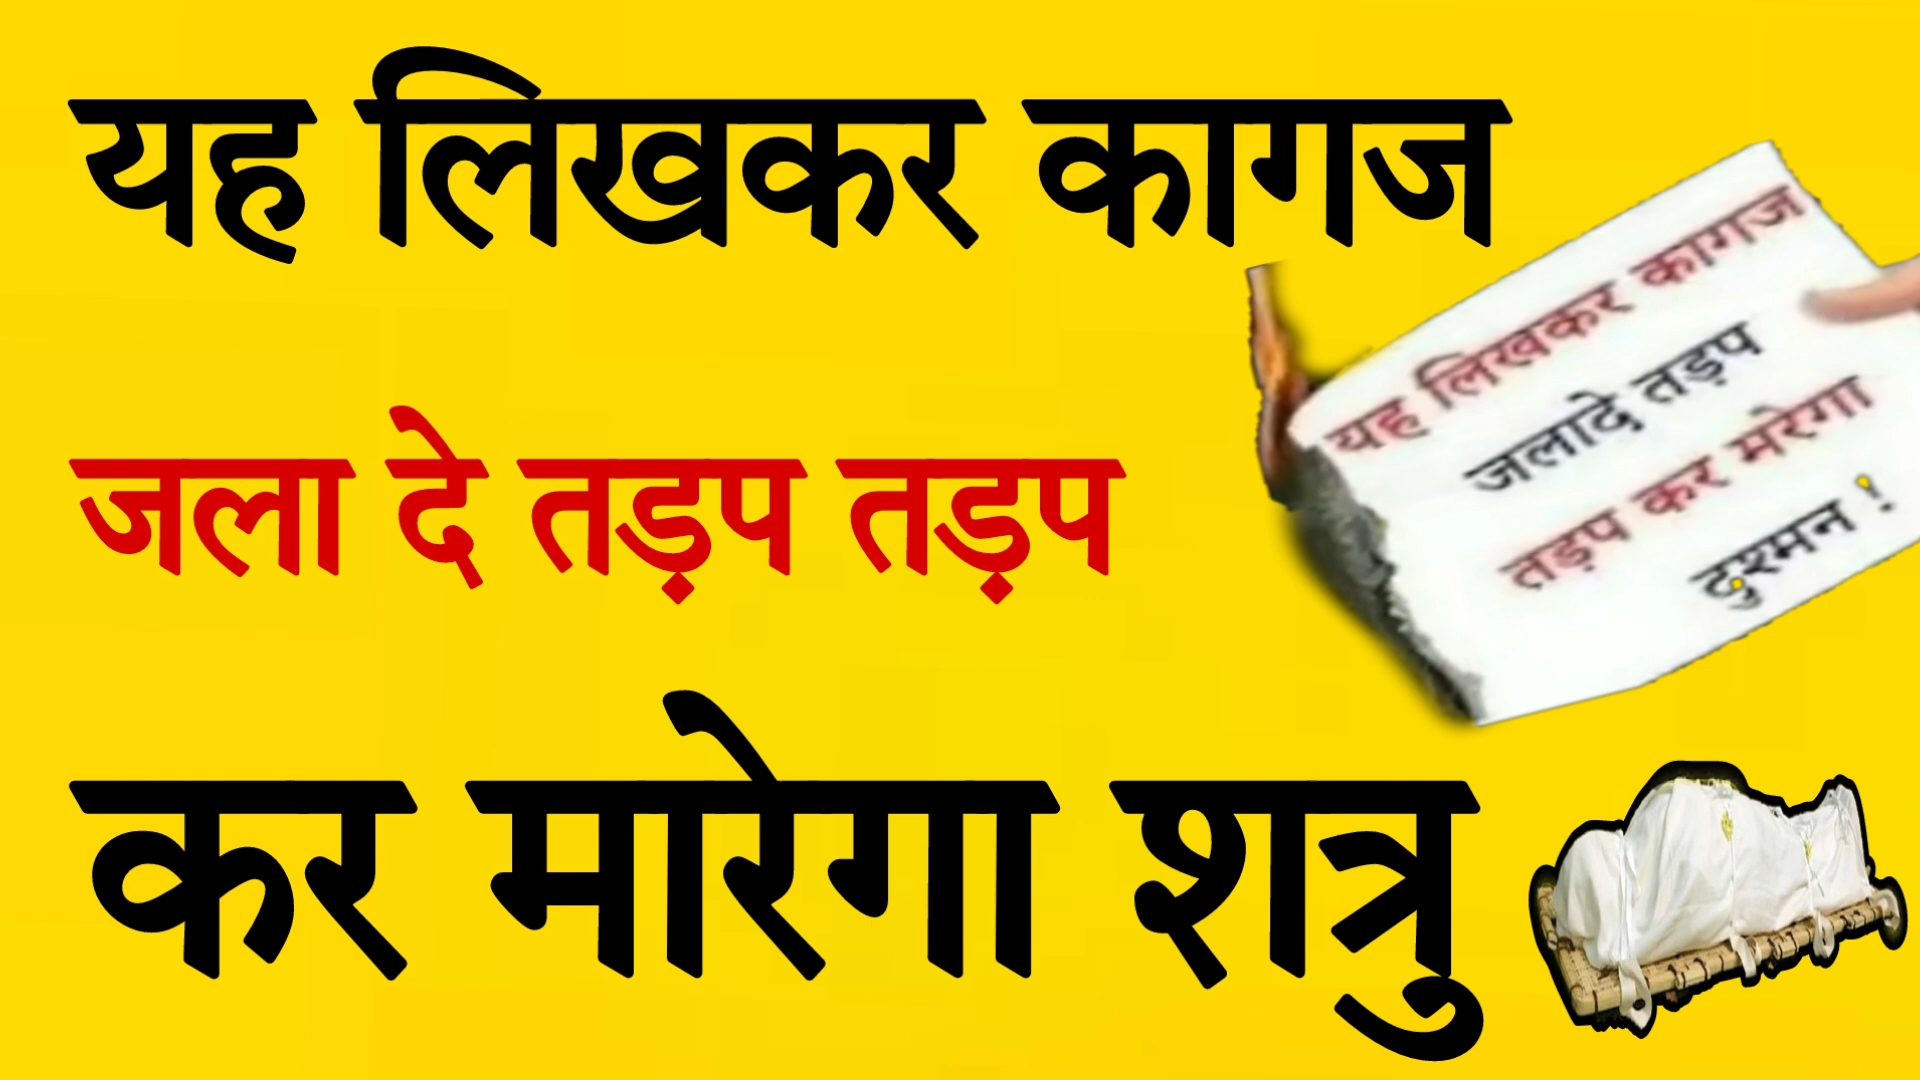 यह लिखकर कागज
जला दे तड़प तड़प
कर मारेगा शत्रु
यह लिखकर कागज
जलादे तड़प
तड़प कर मरेगा
दुश्मन !